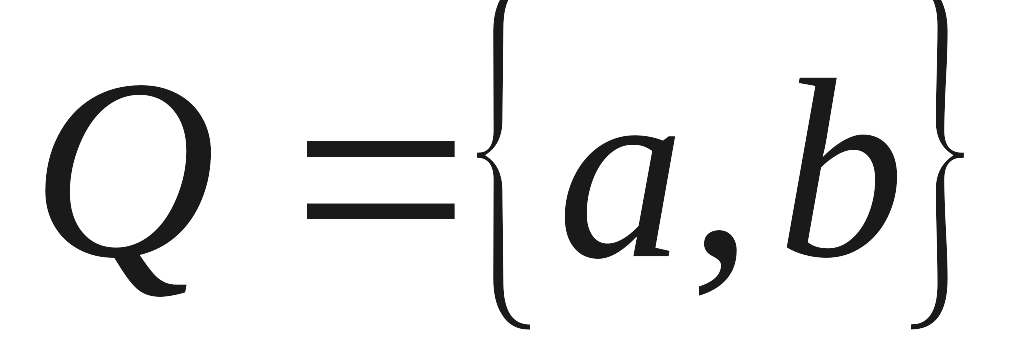 Q = {a, b}